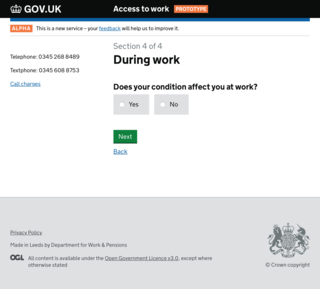 GOV.UK
Access to work PROTOTYPE
ALPHA This is a new service – your feedback will help us to improve it.
Telephone: 0345 268 8489
Textphone: 0345 608 8753
Call charges
Section 4 of 4
During work
Does your condition affect you at work?
Yes
No
Next
Back
Privacy Policy
Made in Leeds by Department for Work & Pensions
OGL All content is available under the Open Government Licence v3.0, except where
otherwise stated
© Crown copyright